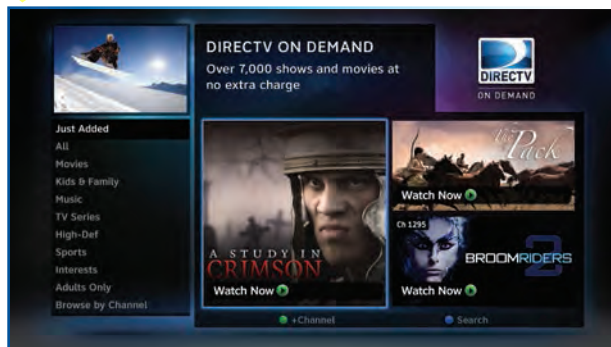 DIRECTV ON DEMAND
Over 7,000 shows and movies at
no extra charge
DIRECTV
ON DEMAND
Just Added
All
Movies
Kids & Family
Music
TV Series
High-Def
Sports
Interests
Adults Only
Browse by Channel
A STUDY IN
CRIMSON
Watch Now
The
Pack
Watch Now
Ch 1295
BROOMRIDERS
2
Watch Now
+Channel
Search